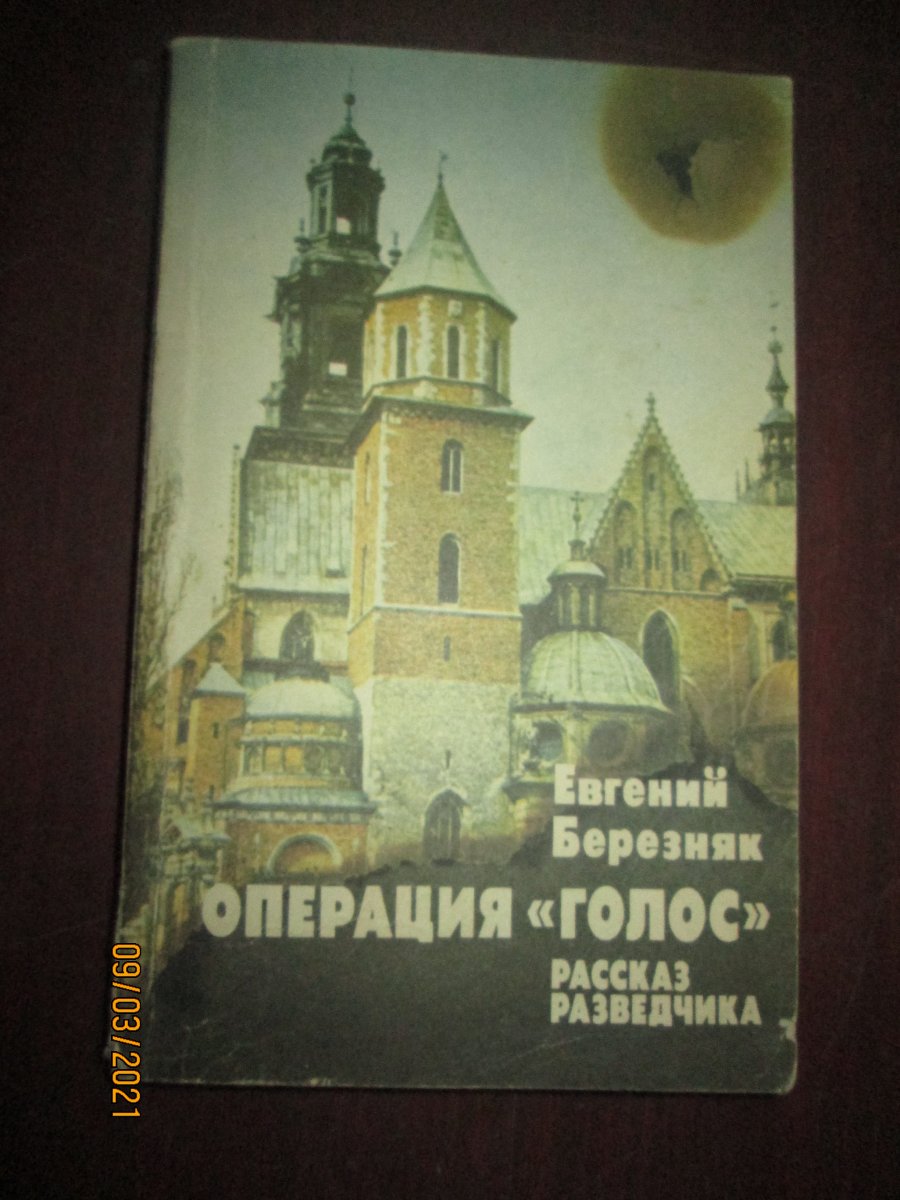 Евгений
Березняк
ОПЕРАЦИЯ «ГОЛОС»
РАССКАЗ
РАЗВЕДЧИКА
09/03/2021